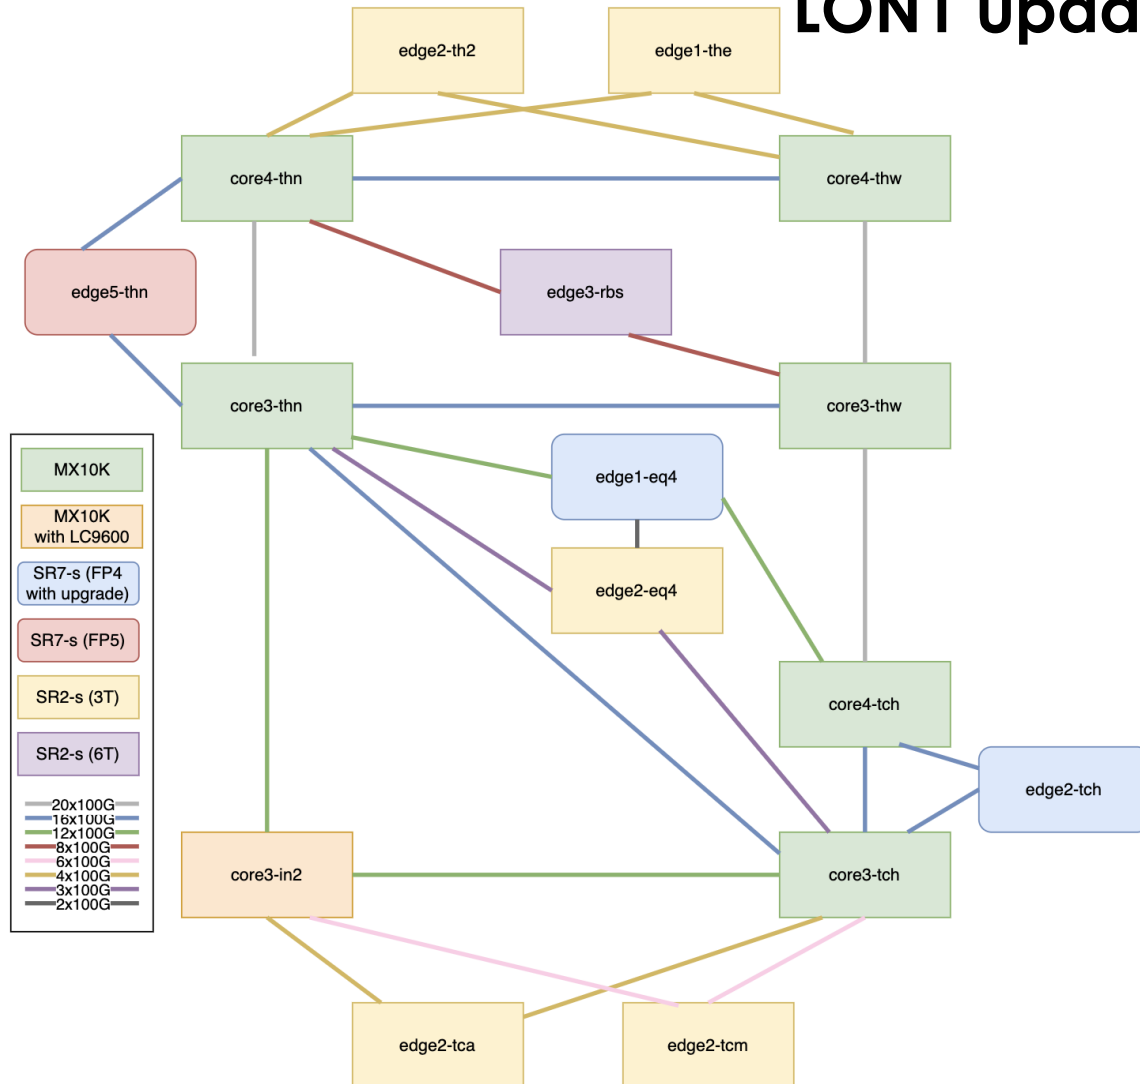 LON1 Upda
edge2-th2
edge1-the
core4-thn
core4-thw
edge5-thn
edge3-rbs
core3-thn
core3-thw
MX10K
MX10K
with LC9600
SR7-s (FP4
with upgrade)
SR7-s (FP5)
SR2-s (3T)
SR2-s (6T)
20x100G
16x100G
12x100G
8x100G
6x100G
4x100G
3x100G
2x100G
edge1-eq4
edge2-eq4
core4-tch
edge2-tch
core3-in2
core3-tch
edge2-tca
edge2-tcm